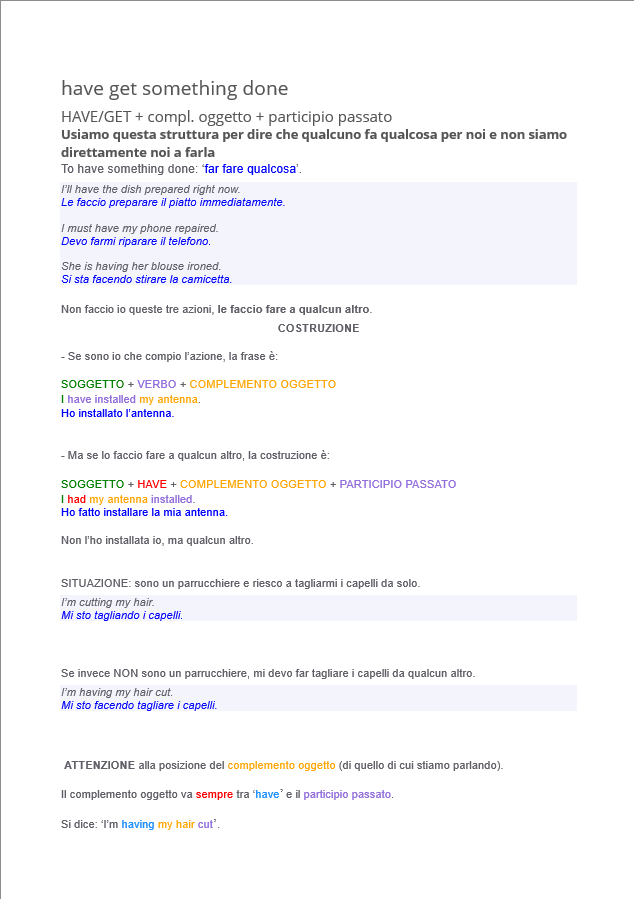 have get something done
HAVE/GET + compl. oggetto + participio passato
Usiamo questa struttura per dire che qualcuno fa qualcosa per noi e non siamo
direttamente noi a farla
To have something done: ‘far fare qualcosa’.
I’ll have the dish prepared right now.
Le faccio preparare il piatto immediatamente.
I must have my phone repaired.
Devo farmi riparare il telefono.
She is having her blouse ironed.
Si sta facendo stirare la camicetta.
Non faccio io queste tre azioni, le faccio fare a qualcun altro.
COSTRUZIONE
- Se sono io che compio l’azione, la frase è:
SOGGETTO + VERBO + COMPLEMENTO OGGETTO
I have installed my antenna.
Ho installato l’antenna.
- Ma se lo faccio fare a qualcun altro, la costruzione è:
SOGGETTO + HAVE + COMPLEMENTO OGGETTO + PARTICIPIO PASSATO
I had my antenna installed.
Ho fatto installare la mia antenna.
Non l’ho installata io, ma qualcun altro.
SITUAZIONE: sono un parrucchiere e riesco a tagliarmi i capelli da solo.
I’m cutting my hair.
Mi sto tagliando i capelli.
Se invece NON sono un parrucchiere, mi devo far tagliare i capelli da qualcun altro.
I’m having my hair cut.
Mi sto facendo tagliare i capelli.
ATTENZIONE alla posizione del complemento oggetto (di quello di cui stiamo parlando).
Il complemento oggetto va sempre tra ‘have’ e il participio passato.
Si dice: ‘I’m having my hair cut’.